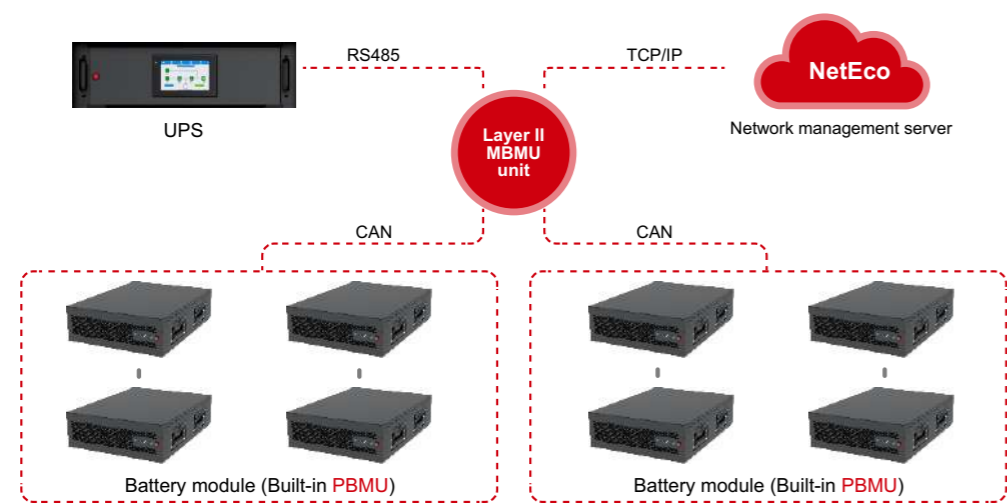 RS485
TCP/IP
NetEco
UPS
Network management server
Layer II
MBMU
unit
CAN
CAN
Battery module (Built-in PBMU)
Battery module (Built-in PBMU)